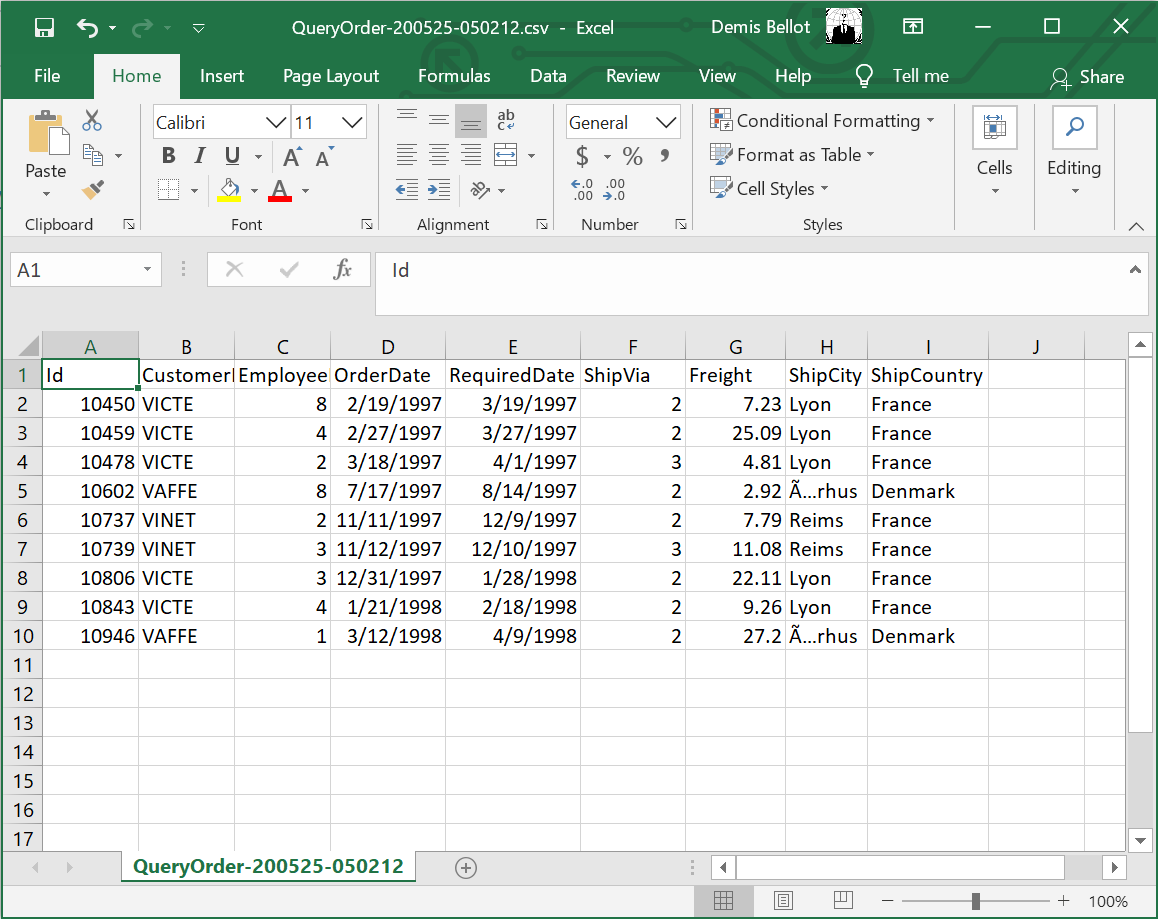 QueryOrder-200525-050212.csv - Excel Demis Bellot
File Home Insert Page Layout Formulas Data Review View Help Tell me Share
Paste
Clipboard
Calibri 11
B I U A A
A
Font
ab
Alignment
General
$ % ,
.0 .00
.00 .0
Number
Conditional Formatting
Format as Table
Cell Styles
Styles
Cells
Editing
A1 fx Id
A B C D E F G H I J
1 Id CustomerI Employee OrderDate RequiredDate ShipVia Freight ShipCity ShipCountry
2 10450 VICTE 8 2/19/1997 3/19/1997 2 7.23 Lyon France
3 10459 VICTE 4 2/27/1997 3/27/1997 2 25.09 Lyon France
4 10478 VICTE 2 3/18/1997 4/1/1997 3 4.81 Lyon France
5 10602 VAFFE 8 7/17/1997 8/14/1997 2 2.92 Ã…rhus Denmark
6 10737 VINET 2 11/11/1997 12/9/1997 2 7.79 Reims France
7 10739 VINET 3 11/12/1997 12/10/1997 3 11.08 Reims France
8 10806 VICTE 3 12/31/1997 1/28/1998 2 22.11 Lyon France
9 10843 VICTE 4 1/21/1998 2/18/1998 2 9.26 Lyon France
10 10946 VAFFE 1 3/12/1998 4/9/1998 2 27.2 Ã…rhus Denmark
11
12
13
14
15
16
17
QueryOrder-200525-050212
100%